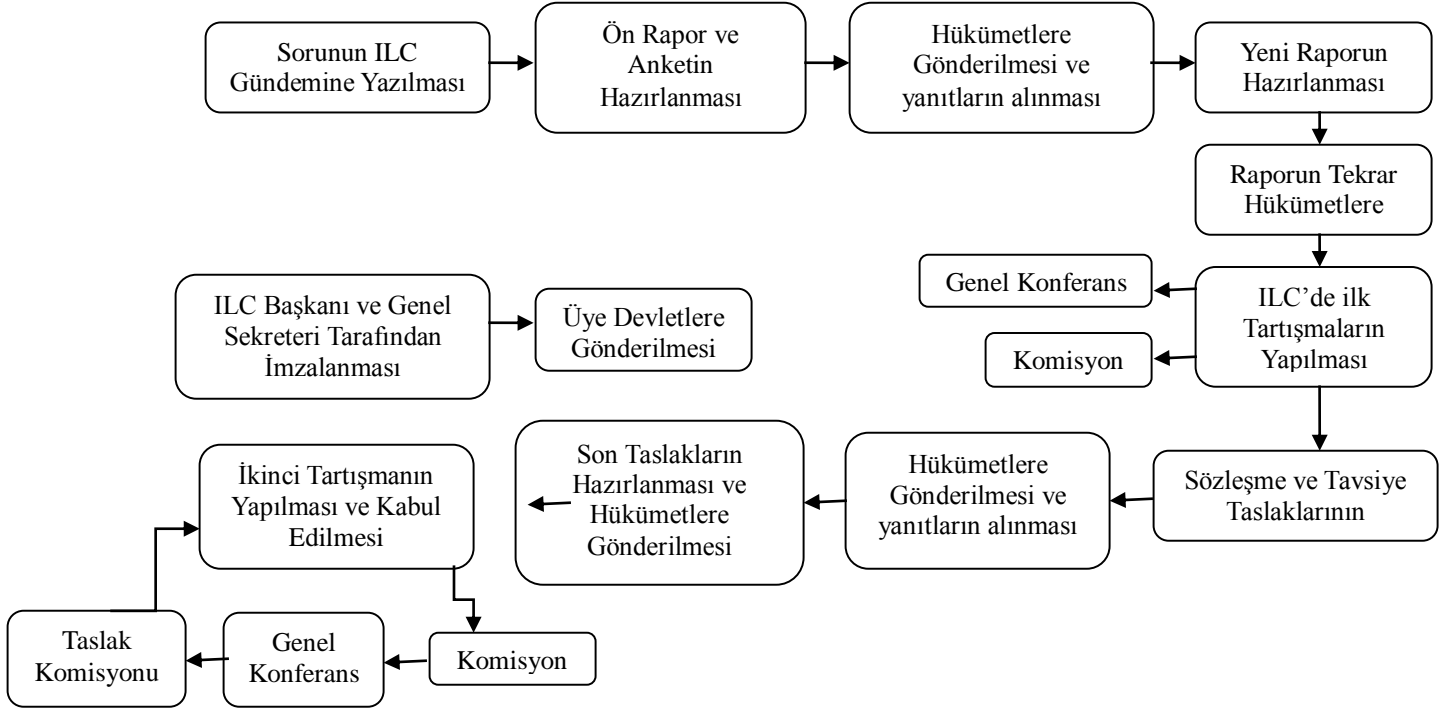 Sorunun ILC
Gündemine Yazılması
Ön Rapor ve
Anketin
Hazırlanması
Hükümetlere
Gönderilmesi ve
yanıtların alınması
Yeni Raporun
Hazırlanması
Raporun Tekrar
Hükümetlere
ILC’de ilk
Tartışmaların
Yapılması
Genel Konferans
Komisyon
ILC Başkanı ve Genel
Sekreteri Tarafından
İmzalanması
Üye Devletlere
Gönderilmesi
Sözleşme ve Tavsiye
Taslaklarının
Hükümetlere
Gönderilmesi ve
yanıtların alınması
Son Taslakların
Hazırlanması ve
Hükümetlere
Gönderilmesi
İkinci Tartışmanın
Yapılması ve Kabul
Edilmesi
Komisyon
Genel
Konferans
Taslak
Komisyonu